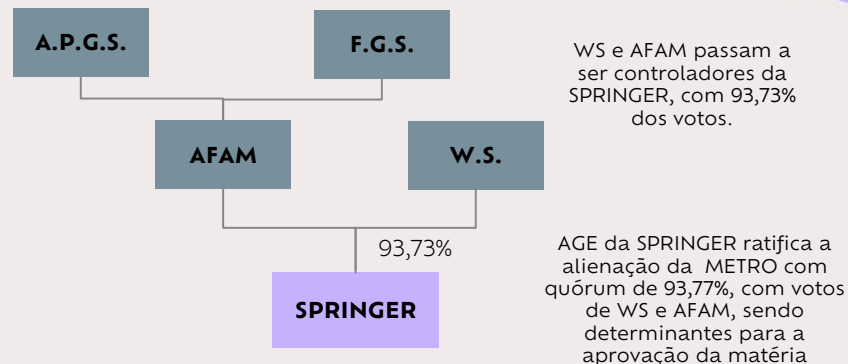 A.P.G.S.
F.G.S.
WS e AFAM passam a
ser controladores da
SPRINGER, com 93,73%
dos votos.
AFAM
W.S.
93,73%
SPRINGER
AGE da SPRINGER ratifica a
alienação da METRO com
quórum de 93,77%, com votos
de WS e AFAM, sendo
determinantes para a
aprovação da matéria